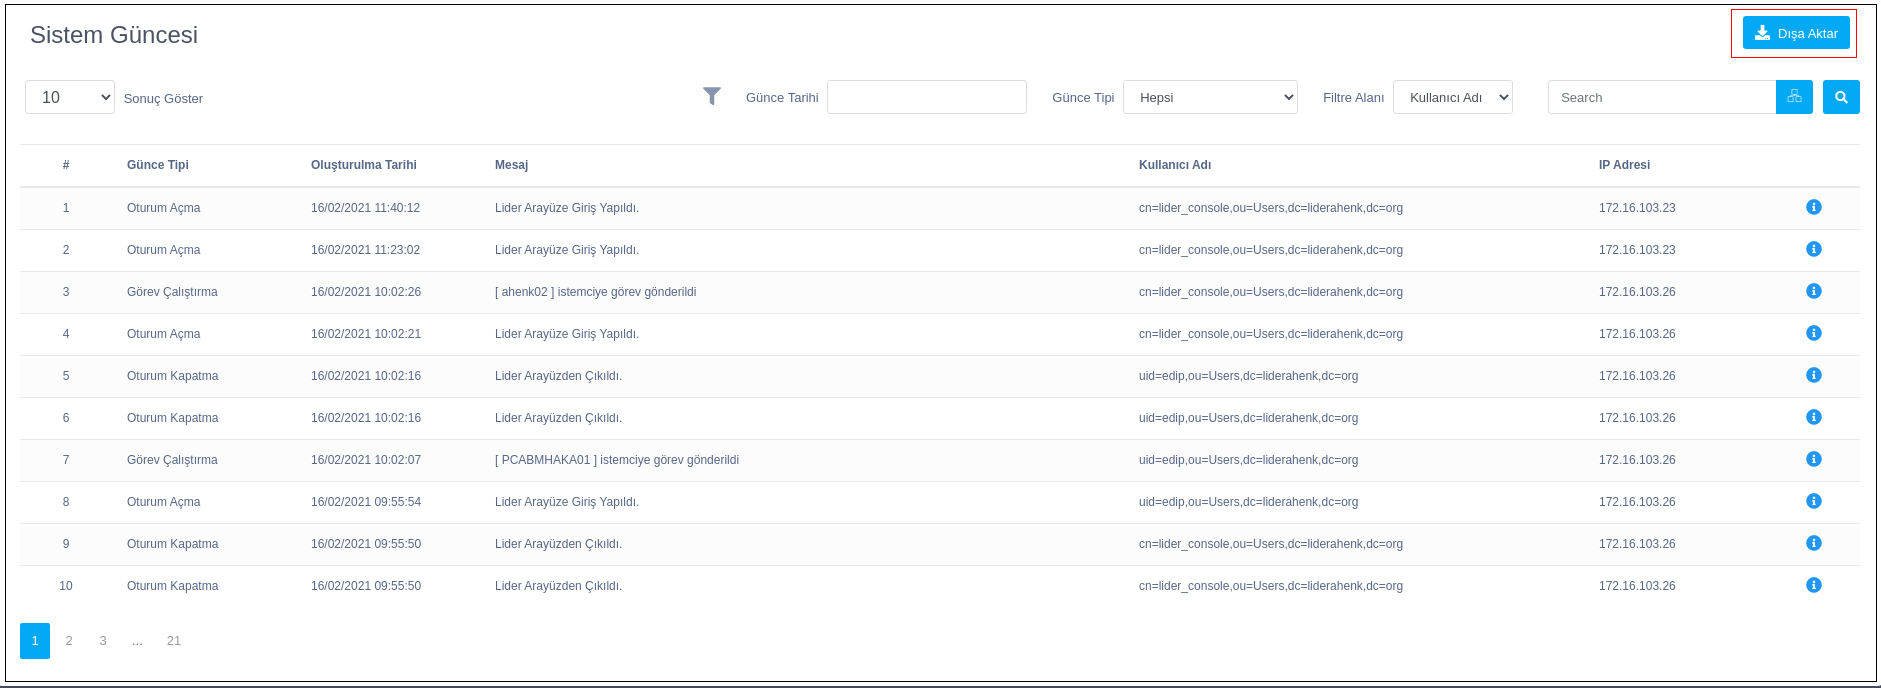 Sistem Güncesi
Dışa Aktar
10 Sonuç Göster Günce Tarihi Günce Tipi Hepsi Filtre Alanı Kullanıcı Adı Search
# Günce Tipi Oluşturulma Tarihi Mesaj Kullanıcı Adı IP Adresi
1 Oturum Açma 16/02/2021 11:40:12 Lider Arayüze Giriş Yapıldı. cn=lider_console,ou=Users,dc=liderahenk,dc=org 172.16.103.23
2 Oturum Açma 16/02/2021 11:23:02 Lider Arayüze Giriş Yapıldı. cn=lider_console,ou=Users,dc=liderahenk,dc=org 172.16.103.23
3 Görev Çalıştırma 16/02/2021 10:02:26 [ ahenk02 ] istemciye görev gönderildi cn=lider_console,ou=Users,dc=liderahenk,dc=org 172.16.103.26
4 Oturum Açma 16/02/2021 10:02:21 Lider Arayüze Giriş Yapıldı. cn=lider_console,ou=Users,dc=liderahenk,dc=org 172.16.103.26
5 Oturum Kapatma 16/02/2021 10:02:16 Lider Arayüzden Çıkıldı. uid=edip,ou=Users,dc=liderahenk,dc=org 172.16.103.26
6 Oturum Kapatma 16/02/2021 10:02:16 Lider Arayüzden Çıkıldı. uid=edip,ou=Users,dc=liderahenk,dc=org 172.16.103.26
7 Görev Çalıştırma 16/02/2021 10:02:07 [ PCABMHAKA01 ] istemciye görev gönderildi uid=edip,ou=Users,dc=liderahenk,dc=org 172.16.103.26
8 Oturum Açma 16/02/2021 09:55:54 Lider Arayüze Giriş Yapıldı. uid=edip,ou=Users,dc=liderahenk,dc=org 172.16.103.26
9 Oturum Kapatma 16/02/2021 09:55:50 Lider Arayüzden Çıkıldı. cn=lider_console,ou=Users,dc=liderahenk,dc=org 172.16.103.26
10 Oturum Kapatma 16/02/2021 09:55:50 Lider Arayüzden Çıkıldı. cn=lider_console,ou=Users,dc=liderahenk,dc=org 172.16.103.26
1 2 3 ... 21